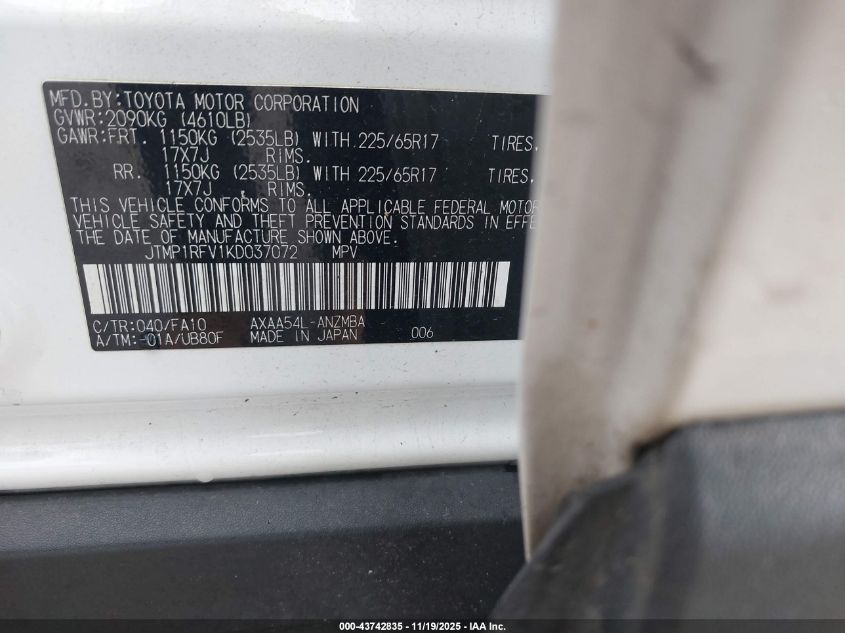 MFD.BY:TOYOTA MOTOR CORPORATION
GVWR:2090KG (4610LB)
GAWR:FRT. 1150KG (2535LB) WITH 225/65R17 TIRES,
17X7J RIMS.
RR. 1150KG (2535LB) WITH 225/65R17 TIRES,
17X7J , RIMS.
THIS VEHICLE CONFORMS TO ALL APPLICABLE FEDERAL MOTOR
VEHICLE SAFETY AND THEFT PREVENTION STANDARDS IN EFFE
THE DATE OF MANUFACTURE SHOWN ABOVE.
JTMP1RFV1KD037072 MPV
C/TR:040/FA10 AXAA54L-ANZMBA
A/TM:-01A/UB80F MADE IN JAPAN 006
000-43742835 - 11/19/2025 - IAA Inc.